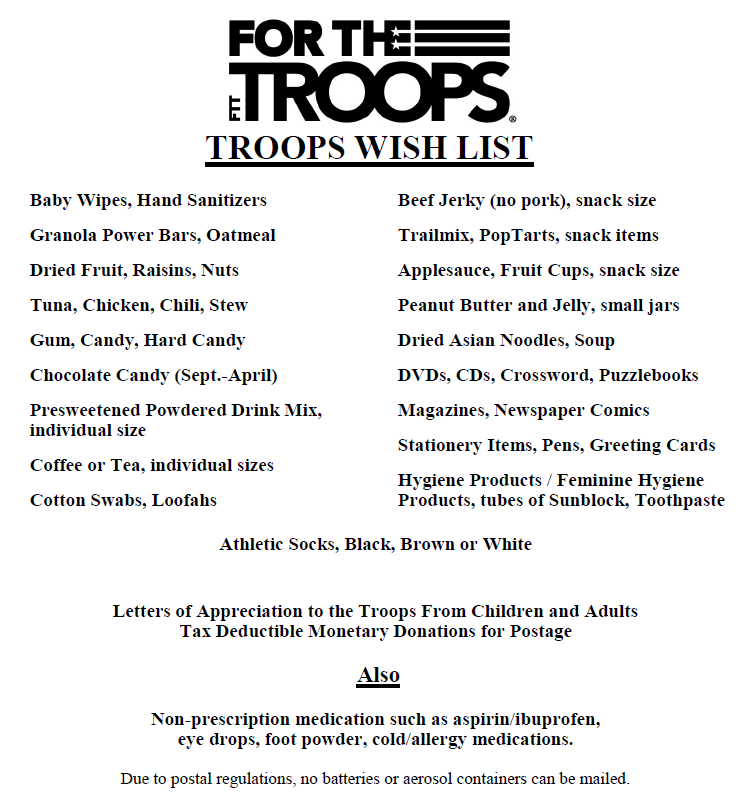 FOR THE
TROOPS®
FTT
TROOPS WISH LIST
Baby Wipes, Hand Sanitizers
Granola Power Bars, Oatmeal
Dried Fruit, Raisins, Nuts
Tuna, Chicken, Chili, Stew
Gum, Candy, Hard Candy
Chocolate Candy (Sept.-April)
Presweetened Powdered Drink Mix,
individual size
Coffee or Tea, individual sizes
Cotton Swabs, Loofahs
Beef Jerky (no pork), snack size
Trailmix, PopTarts, snack items
Applesauce, Fruit Cups, snack size
Peanut Butter and Jelly, small jars
Dried Asian Noodles, Soup
DVDs, CDs, Crossword, Puzzlebooks
Magazines, Newspaper Comics
Stationery Items, Pens, Greeting Cards
Hygiene Products / Feminine Hygiene
Products, tubes of Sunblock, Toothpaste
Athletic Socks, Black, Brown or White
Letters of Appreciation to the Troops From Children and Adults
Tax Deductible Monetary Donations for Postage
Also
Non-prescription medication such as aspirin/ibuprofen,
eye drops, foot powder, cold/allergy medications.
Due to postal regulations, no batteries or aerosol containers can be mailed.